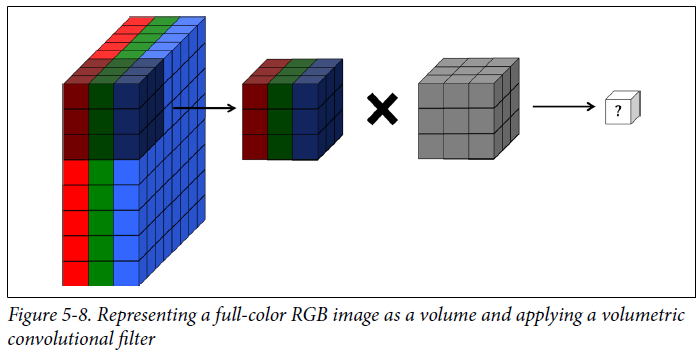 ?
Figure 5-8. Representing a full-color RGB image as a volume and applying a volumetric
convolutional filter